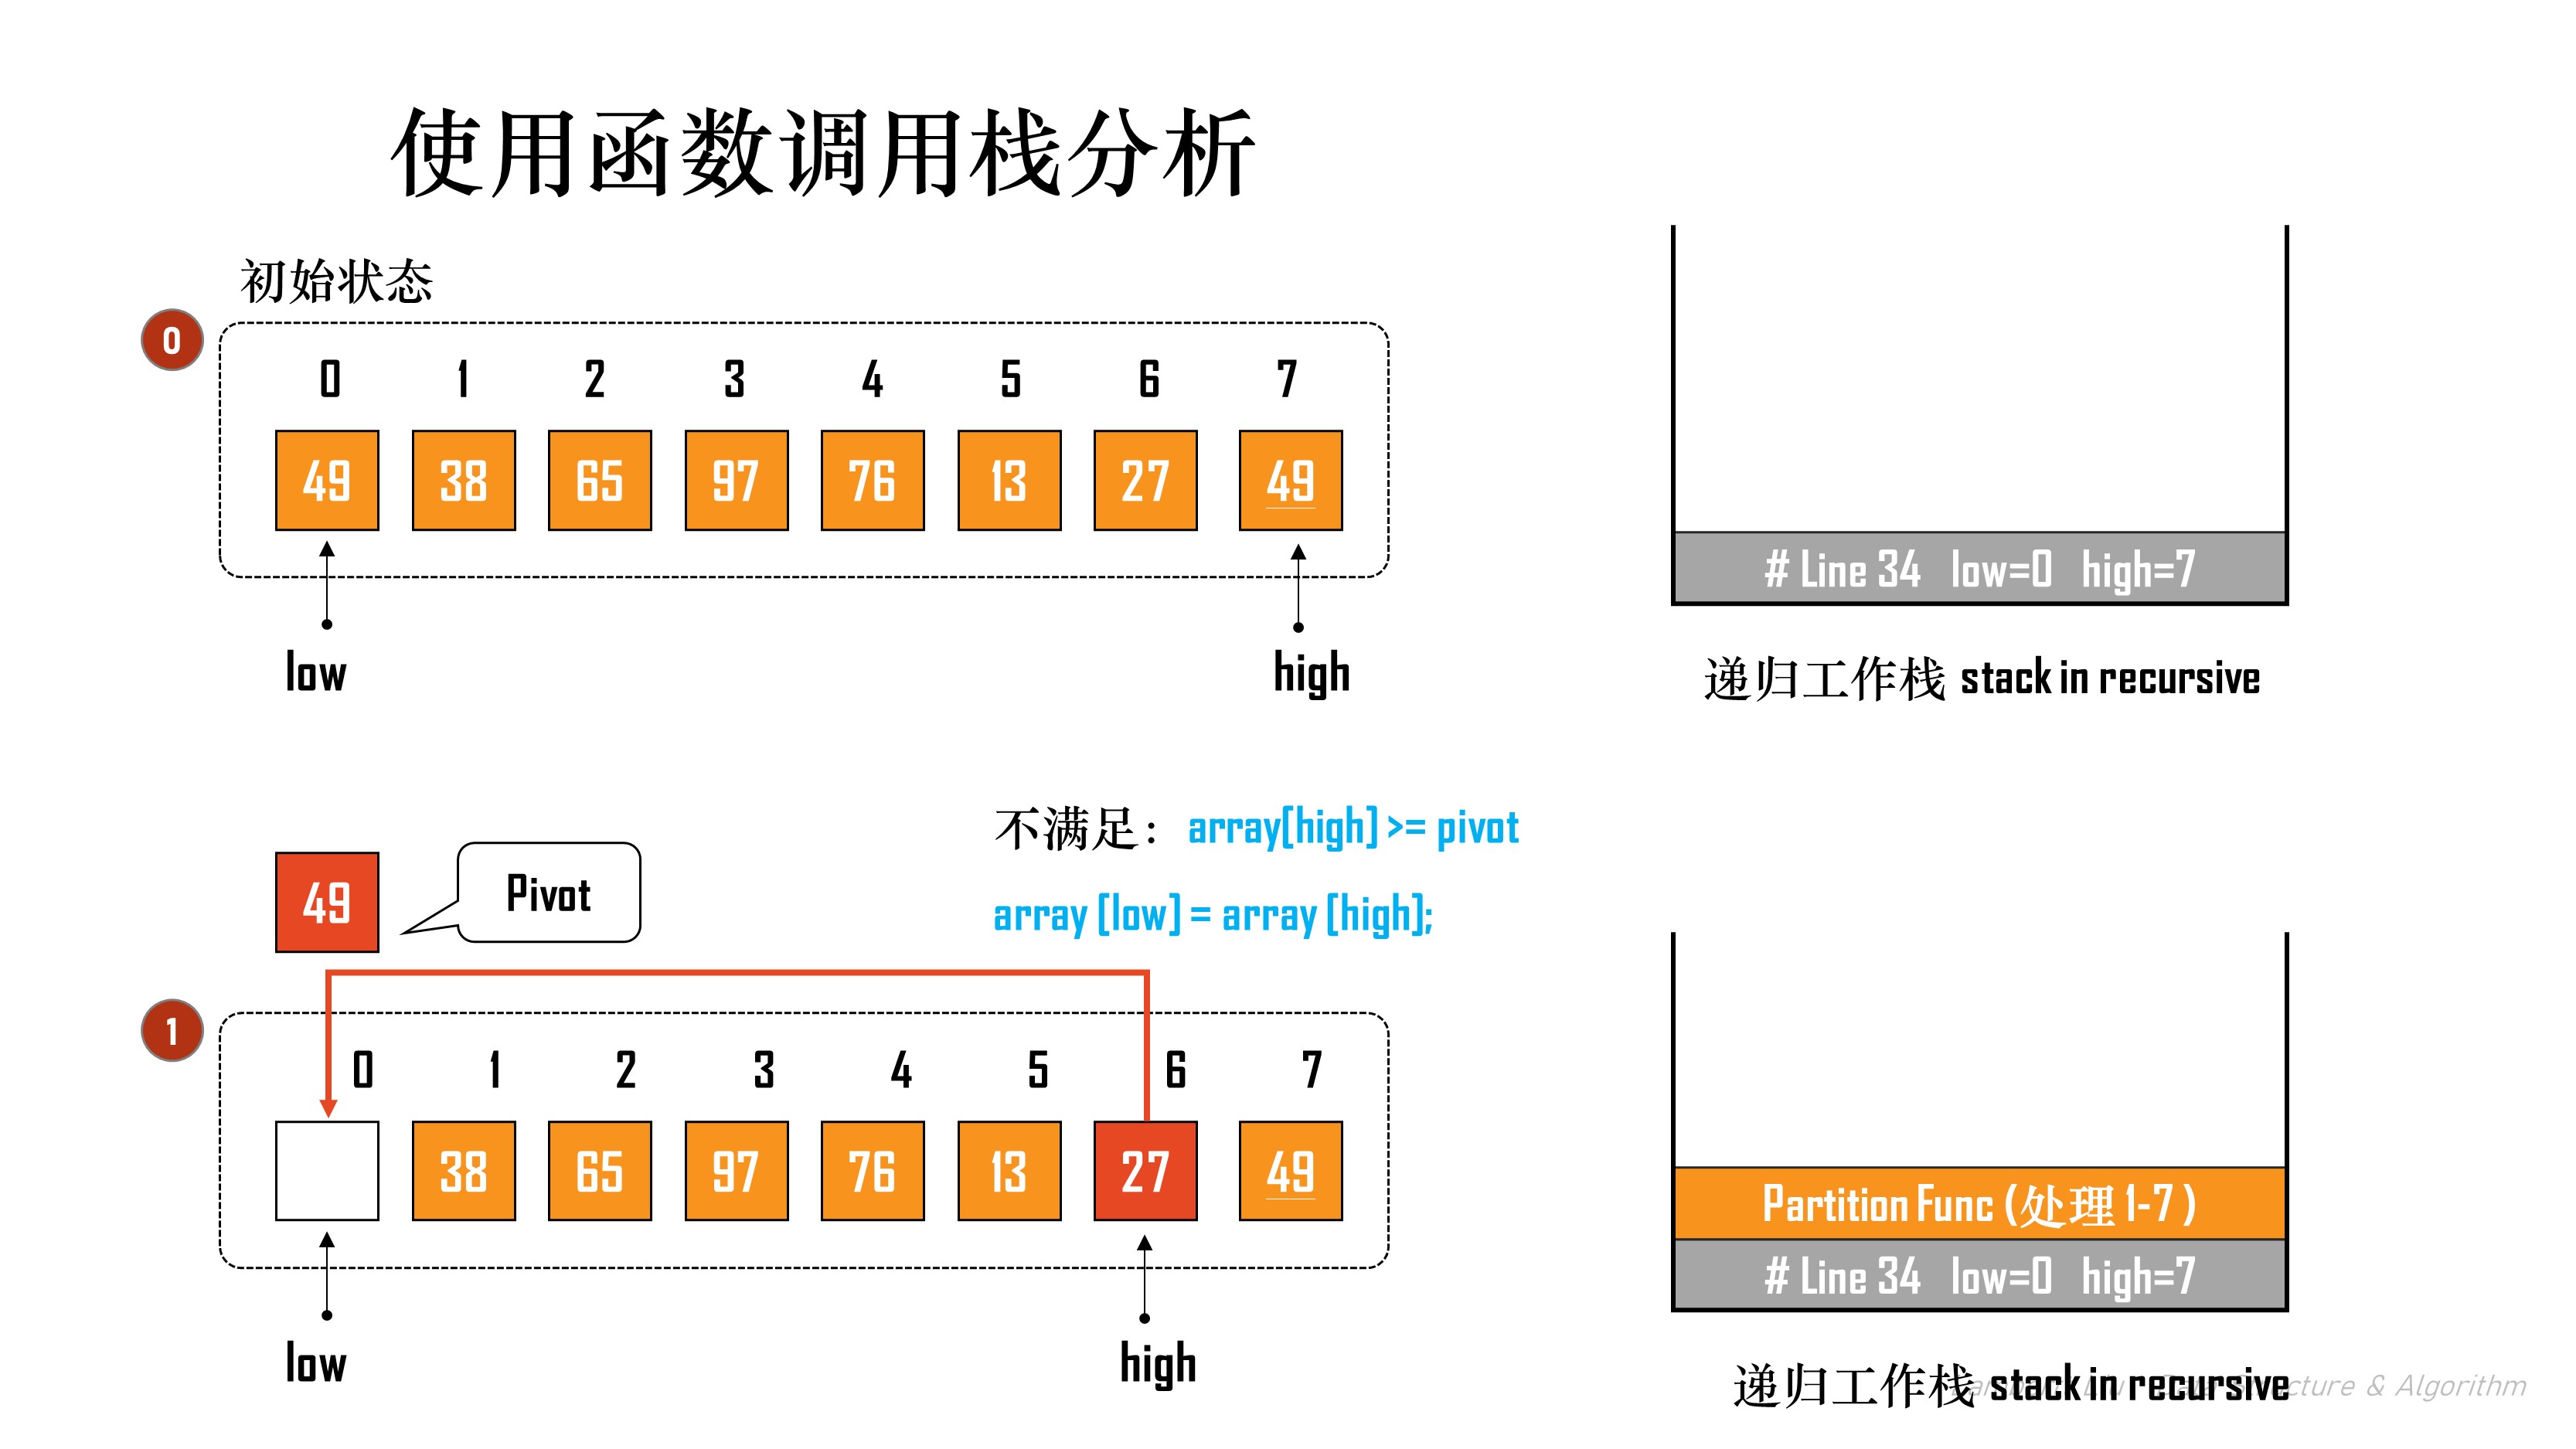 使用函数调用栈分析
初始状态
0
0 1 2 3 4 5 6 7
49 38 65 97 76 13 27 49
low high
# Line 34 low=0 high=7
递归工作栈 stack in recursive
不满足：array[high] >= pivot
array [low] = array [high];
49 Pivot
1
0 1 2 3 4 5 6 7
38 65 97 76 13 27 49
low high
Partition Func (处理 1-7 )
# Line 34 low=0 high=7
递归工作栈 stack in recursive
& Algorithm